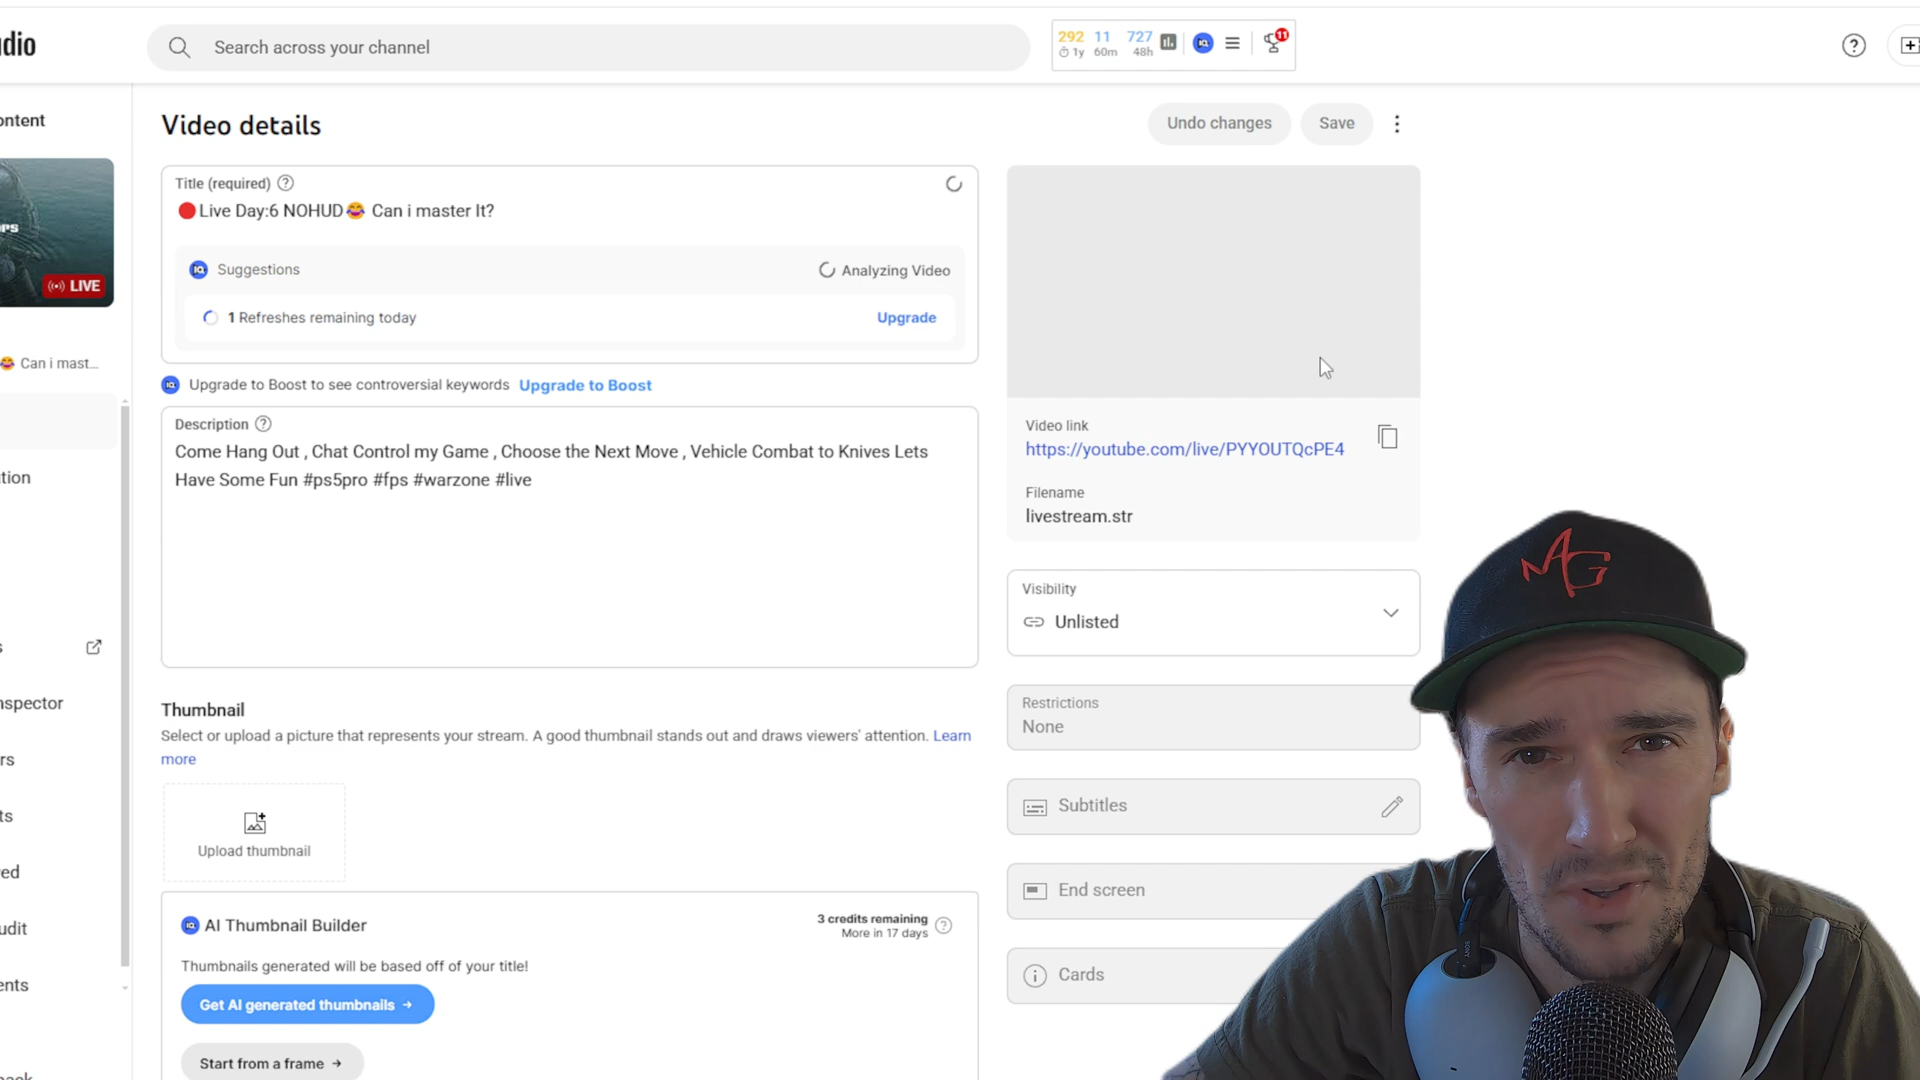 dio
Search across your channel
292 11 727
1y 60m 48h
11
ontent
Video details
Undo changes
Save
Title (required)
🔴Live Day:6 NOHUD😂 Can i master It?
Suggestions
Analyzing Video
1 Refreshes remaining today
Upgrade
LIVE
😂 Can i mast...
Upgrade to Boost to see controversial keywords Upgrade to Boost
Description
Come Hang Out , Chat Control my Game , Choose the Next Move , Vehicle Combat to Knives Lets
Have Some Fun #ps5pro #fps #warzone #live
Video link
https://youtube.com/live/PYYOUTQcPE4
Filename
livestream.str
Visibility
Unlisted
Restrictions
None
Subtitles
End screen
Cards
tion
s
nspector
rs
ts
red
udit
ents
Thumbnail
Select or upload a picture that represents your stream. A good thumbnail stands out and draws viewers' attention. Learn
more
Upload thumbnail
AI Thumbnail Builder
3 credits remaining
More in 17 days
Thumbnails generated will be based off of your title!
Get AI generated thumbnails →
Start from a frame →
MG
SONY